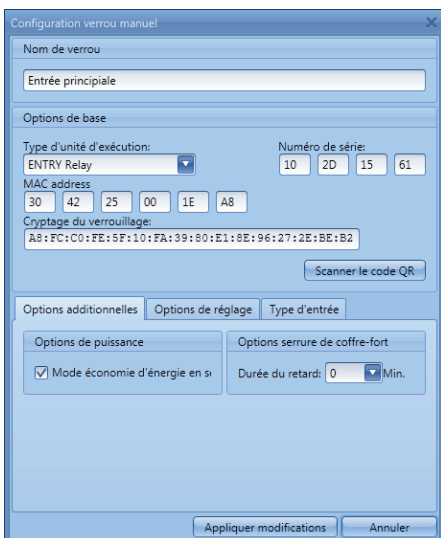 Configuration verrou manuel
Nom de verrou
Entrée principiale
Options de base
Type d'unité d'exécution: Numéro de série:
ENTRY Relay 10 2D 15 61
MAC address
30 42 25 00 1E A8
Cryptage du verrouillage:
A8:FC:C0:FE:5F:10:FA:39:80:E1:8E:96:27:2E:BE:B2
Scanner le code QR
Options additionnelles Options de réglage Type d'entrée
Options de puissance Options serrure de coffre-fort
Mode économie d'énergie en Durée du retard: 0 Min.
Appliquer modifications Annuler